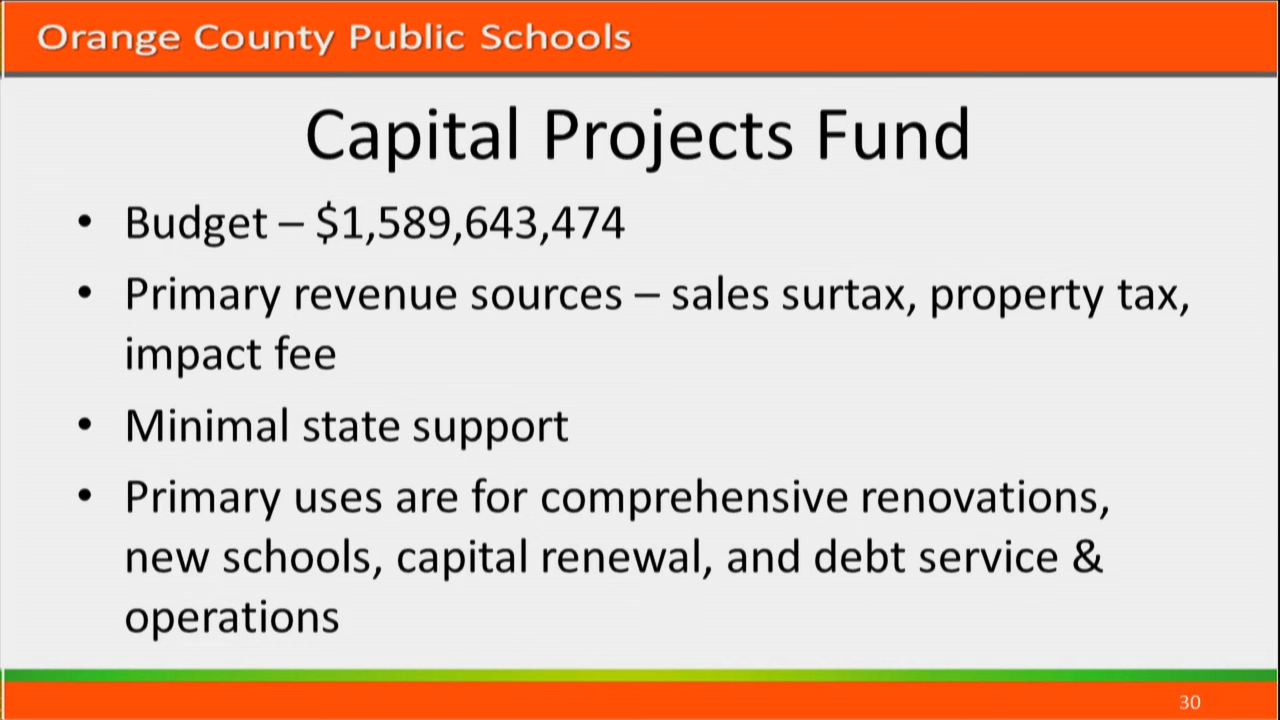 Orange County Public Schools
Capital Projects Fund
• Budget – $1,589,643,474
• Primary revenue sources – sales surtax, property tax,
impact fee
• Minimal state support
• Primary uses are for comprehensive renovations,
new schools, capital renewal, and debt service &
operations
30